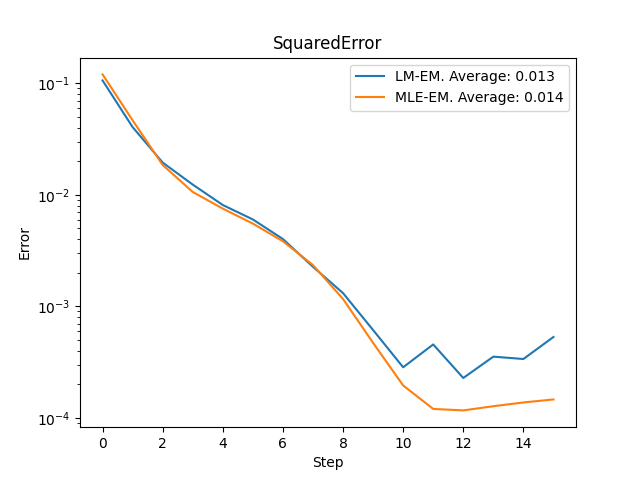 SquaredError
LM-EM. Average: 0.013
MLE-EM. Average: 0.014
Error
10⁻¹
10⁻²
10⁻³
10⁻⁴
0 2 4 6 8 10 12 14
Step